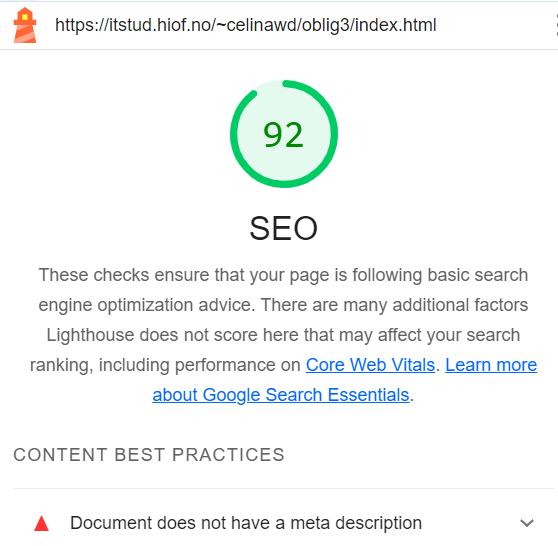 https://itstud.hiof.no/~celinawd/oblig3/index.html
92
SEO
These checks ensure that your page is following basic search
engine optimization advice. There are many additional factors
Lighthouse does not score here that may affect your search
ranking, including performance on Core Web Vitals. Learn more
about Google Search Essentials.
CONTENT BEST PRACTICES
Document does not have a meta description